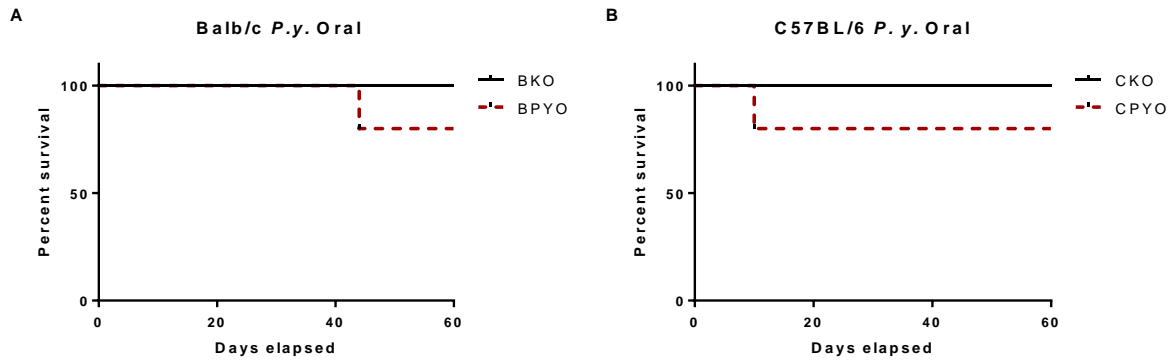 A
Balb/c P.y. Oral
100
50
0
0 20 40 60
Percent survival
Days elapsed
BKO
BPYO
B
C57BL/6 P. y. Oral
100
50
0
0 20 40 60
Percent survival
Days elapsed
CKO
CPYO